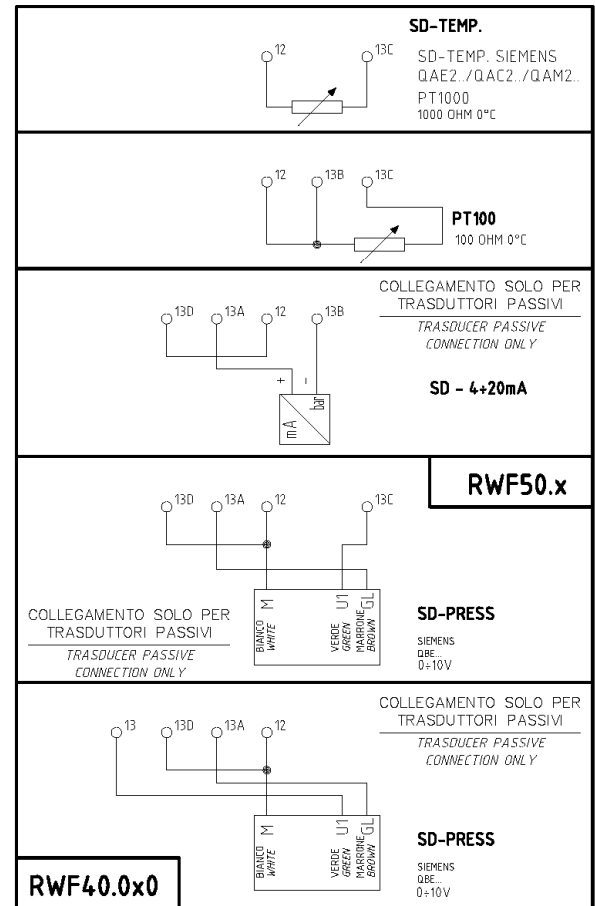 SD-TEMP.
12
13C
SD-TEMP. SIEMENS
QAE2../QAC2../QAM2..
PT1000
1000 OHM 0°C
12
13B
13C
PT100
100 OHM 0°C
COLLEGAMENTO SOLO PER
TRASDUTTORI PASSIVI
TRASDUCER PASSIVE
CONNECTION ONLY
13D
13A
12
13B
+
-
mA
bar
SD - 4÷20mA
RWF50.x
13D
13A
12
13C
COLLEGAMENTO SOLO PER
TRASDUTTORI PASSIVI
TRASDUCER PASSIVE
CONNECTION ONLY
M
U1
GL
BIANCO
WHITE
VERDE
GREEN
MARRONE
BROWN
SD-PRESS
SIEMENS
QBE...
0÷10V
COLLEGAMENTO SOLO PER
TRASDUTTORI PASSIVI
TRASDUCER PASSIVE
CONNECTION ONLY
13
13D
13A
12
M
U1
GL
BIANCO
WHITE
VERDE
GREEN
MARRONE
BROWN
SD-PRESS
SIEMENS
QBE...
0÷10V
RWF40.0x0